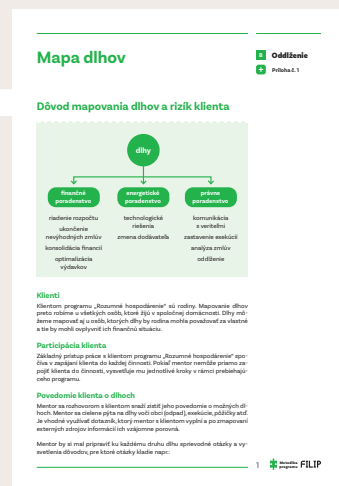 Mapa dlhov
8
Oddlženie
Príloha č. 1
Dôvod mapovania dlhov a rizík klienta
dlhy
finančné
poradenstvo
energetické
poradenstvo
právne
poradenstvo
riadenie rozpočtu
ukončenie
nevýhodných zmlúv
konsolidácia financií
optimalizácia
výdavkov
technologické
riešenia
zmena dodávateľa
komunikácia
s veriteľmi
zastavenie exekúcií
analýza zmlúv
oddlženie
Klienti
Klientom programu „Rozumné hospodárenie“ sú rodiny. Mapovanie dlhov
preto robíme u všetkých osôb, ktoré žijú v spoločnej domácnosti. Dlhy mô-
žeme mapovať aj u osôb, ktorých dlhy by rodina mohla považovať za vlastné
a tie by mohli ovplyvniť ich finančnú situáciu.
Participácia klienta
Základný prístup práce s klientom programu „Rozumné hospodárenie“ spo-
číva v zapájaní klienta do každej činnosti. Pokiaľ mentor nemôže priamo za-
pojiť klienta do činnosti, vysvetľuje mu jednotlivé kroky v rámci prebiehajú-
ceho programu.
Povedomie klienta o dlhoch
Mentor sa rozhovorom s klientom snaží zistiť jeho povedomie o možných dl-
hoch. Mentor sa cielene pýta na dlhy voči obci (odpad), exekúcie, pôžičky atď.
Je vhodné využívať dotazník, ktorý mentor s klientom vyplní a po zmapovaní
externých zdrojov informácií ich vzájomne porovná.
Mentor by si mal pripraviť ku každému druhu dlhu sprievodné otázky a vy-
svetlenia dôvodov, pre ktoré otázky kladie napr.:
1
Metodika
programu FILIP